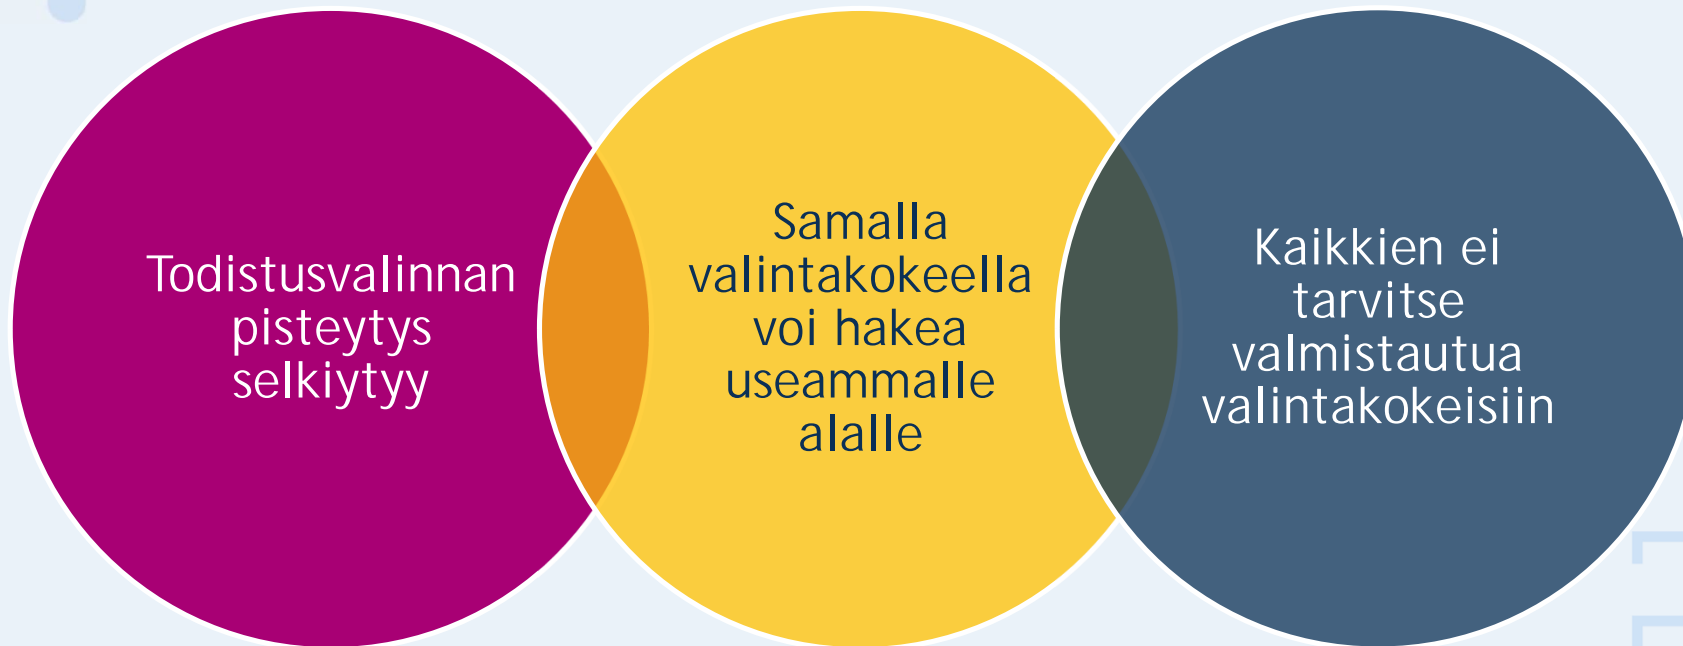 Todistusvalinnan
pisteytys
selkiytyy
Samalla
valintakokeella
voi hakea
useammalle
alalle
Kaikkien ei
tarvitse
valmistautua
valintakokeisiin